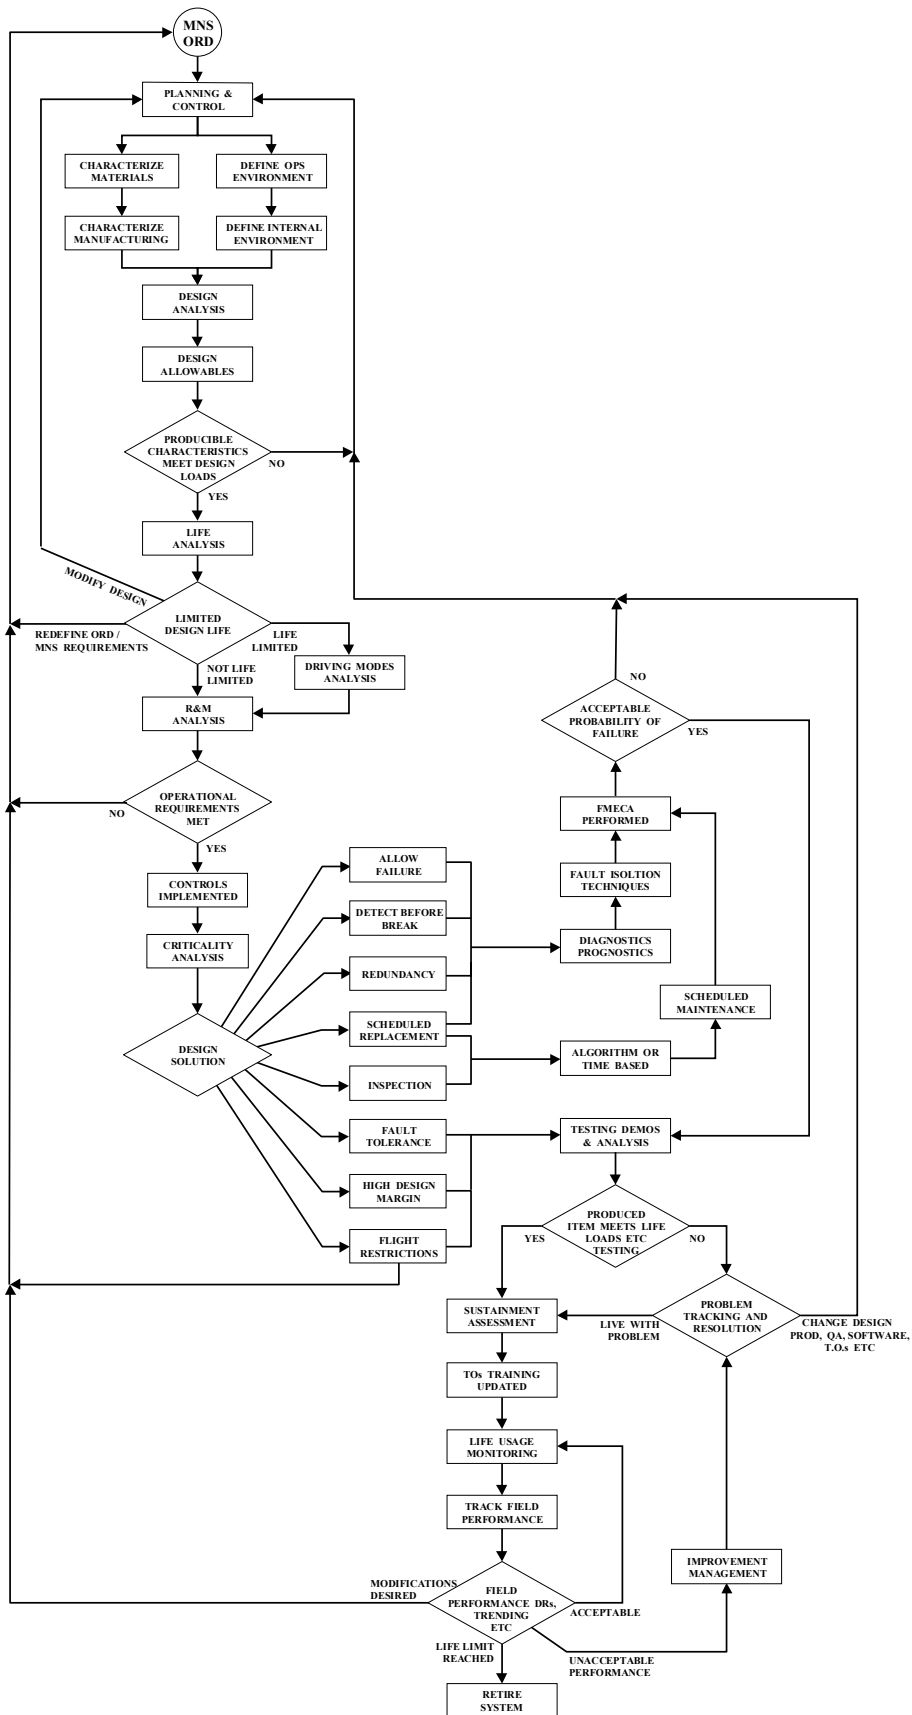 MNS
ORD
PLANNING &
CONTROL
CHARACTERIZE
MATERIALS
DEFINE OPS
ENVIRONMENT
CHARACTERIZE
MANUFACTURING
DEFINE INTERNAL
ENVIRONMENT
DESIGN
ANALYSIS
DESIGN
ALLOWABLES
PRODUCIBLE
CHARACTERISTICS
MEET DESIGN
LOADS
NO
YES
LIFE
ANALYSIS
MODIFY DESIGN
LIMITED
DESIGN LIFE
REDEFINE ORD /
MNS REQUIREMENTS
LIFE
LIMITED
NOT LIFE
LIMITED
DRIVING MODES
ANALYSIS
R&M
ANALYSIS
OPERATIONAL
REQUIREMENTS
MET
NO
YES
CONTROLS
IMPLEMENTED
CRITICALITY
ANALYSIS
DESIGN
SOLUTION
ALLOW
FAILURE
DETECT BEFORE
BREAK
REDUNDANCY
SCHEDULED
REPLACEMENT
INSPECTION
FAULT
TOLERANCE
HIGH DESIGN
MARGIN
FLIGHT
RESTRICTIONS
NO
ACCEPTABLE
PROBABILITY OF
FAILURE
YES
FMECA
PERFORMED
FAULT ISOLTION
TECHNIQUES
DIAGNOSTICS
PROGNOSTICS
SCHEDULED
MAINTENANCE
ALGORITHM OR
TIME BASED
TESTING DEMOS
& ANALYSIS
PRODUCED
ITEM MEETS LIFE
LOADS ETC
TESTING
YES
NO
PROBLEM
TRACKING AND
RESOLUTION
LIVE WITH
PROBLEM
CHANGE DESIGN
PROD, QA, SOFTWARE,
T.O.s ETC
SUSTAINMENT
ASSESSMENT
TOs TRAINING
UPDATED
LIFE USAGE
MONITORING
TRACK FIELD
PERFORMANCE
IMPROVEMENT
MANAGEMENT
MODIFICATIONS
DESIRED
FIELD
PERFORMANCE DRs,
TRENDING
ETC
ACCEPTABLE
LIFE LIMIT
REACHED
UNACCEPTABLE
PERFORMANCE
RETIRE
SYSTEM